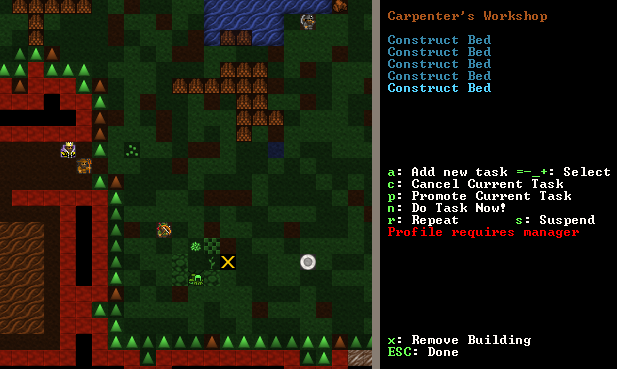 Carpenter's Workshop
Construct Bed
Construct Bed
Construct Bed
Construct Bed
Construct Bed
a: Add new task =-_+: Select
c: Cancel Current Task
p: Promote Current Task
n: Do Task Now!
r: Repeat s: Suspend
Profile requires manager
x: Remove Building
ESC: Done